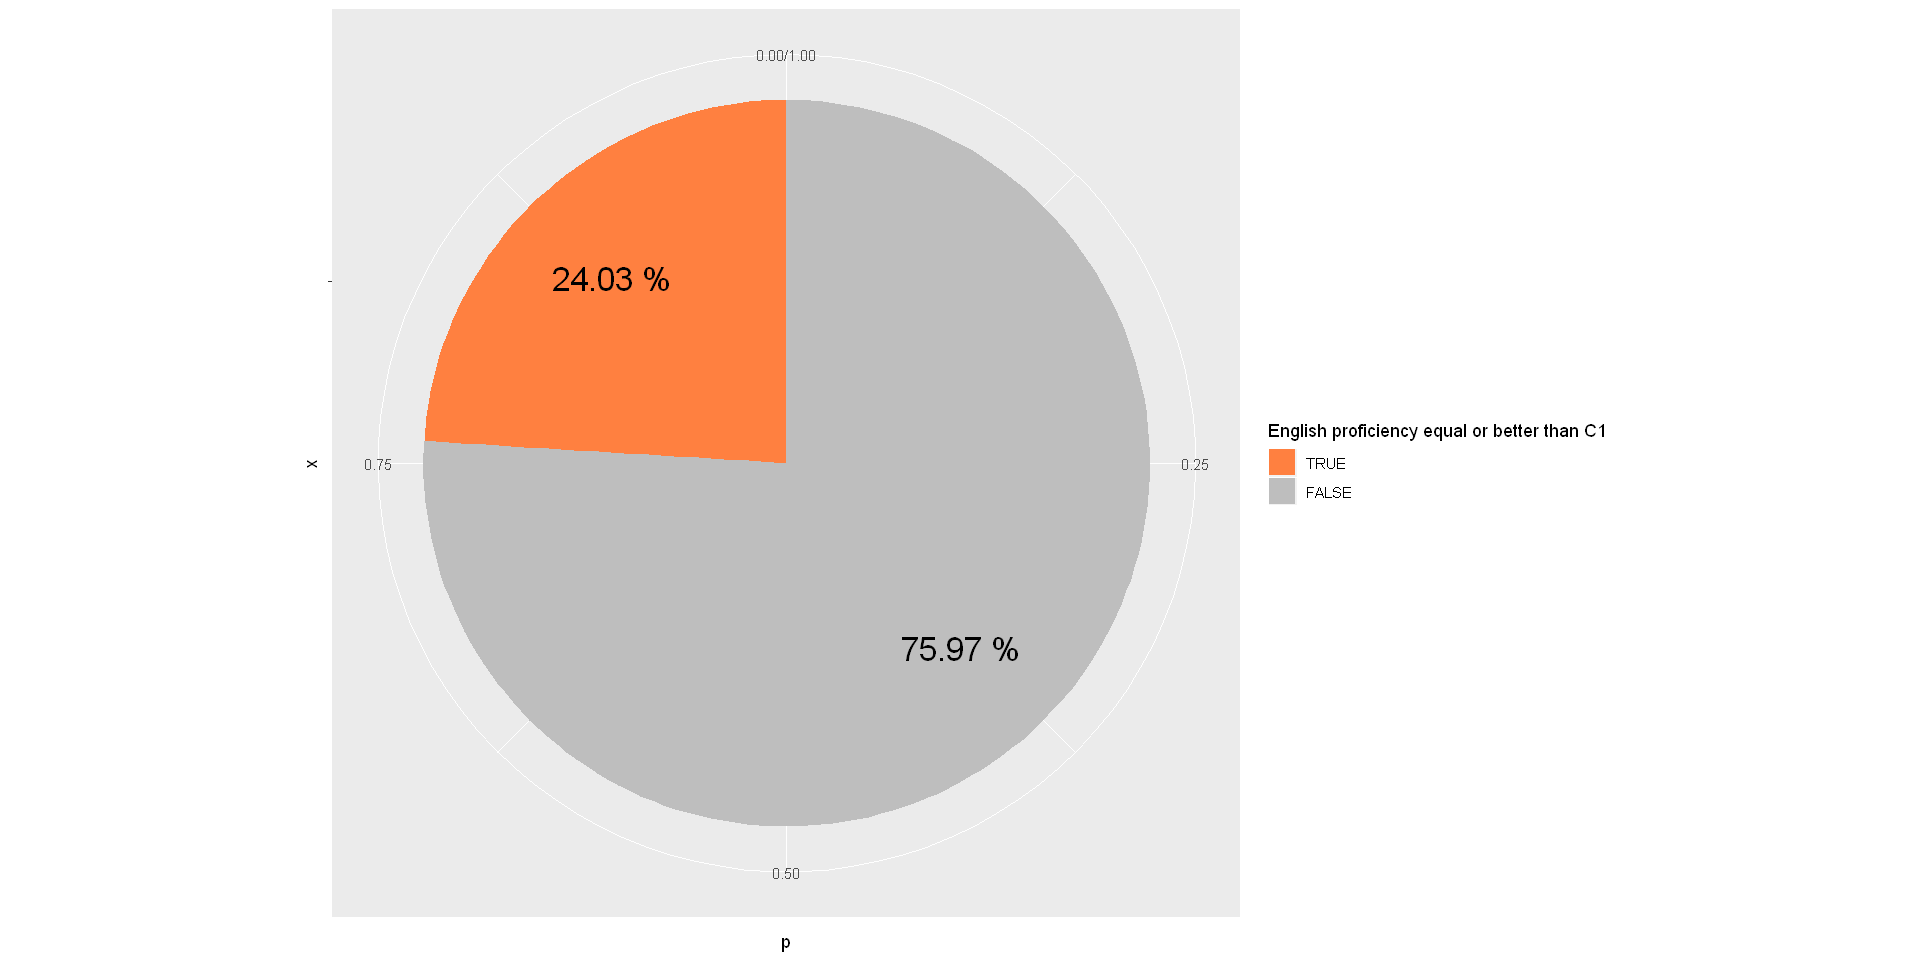 0.00/1.00
24.03 %
x
0.75
0.25
75.97 %
0.50
p
English proficiency equal or better than C1
TRUE
FALSE